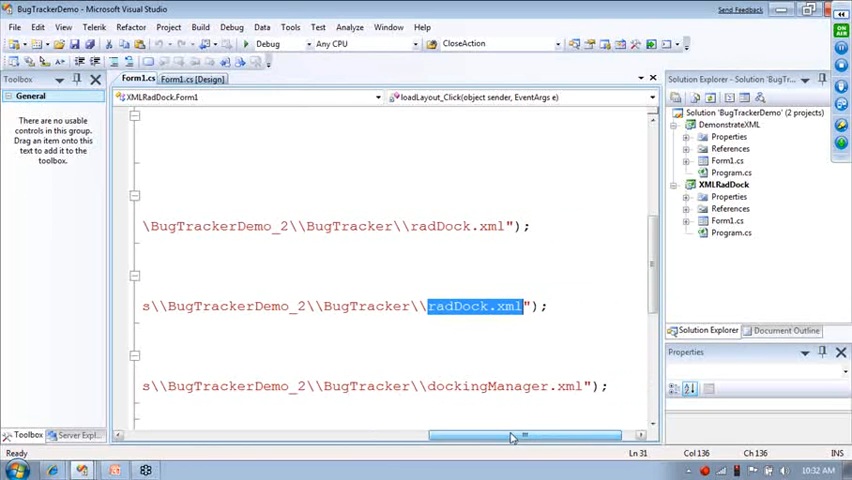 BugTrackerDemo - Microsoft Visual Studio
Send Feedback
File Edit View Telerik Refactor Project Build Debug Data Tools Test Analyze Window Help
ON AIR
Debug Any CPU CloseAction
Toolbox
Form1.cs Form1.cs [Design]
Solution Explorer - Solution 'BugTr...
General
XMLRadDock.Form1 loadLayout_Click(object sender, EventArgs e)
There are no usable
controls in this group.
Drag an item onto this
text to add it to the
toolbox.
Solution 'BugTrackerDemo' (2 projects)
DemonstrateXML
Properties
References
Form1.cs
Program.cs
XMLRadDock
Properties
References
Form1.cs
Program.cs
\BugTrackerDemo_2\\BugTracker\\radDock.xml");
s\\BugTrackerDemo_2\\BugTracker\\radDock.xml");
s\\BugTrackerDemo_2\\BugTracker\\dockingManager.xml");
Solution Explorer Document Outline
Properties
Toolbox Server Expl...
Ready Ln 31 Col 136 Ch 136 INS
10:32 AM